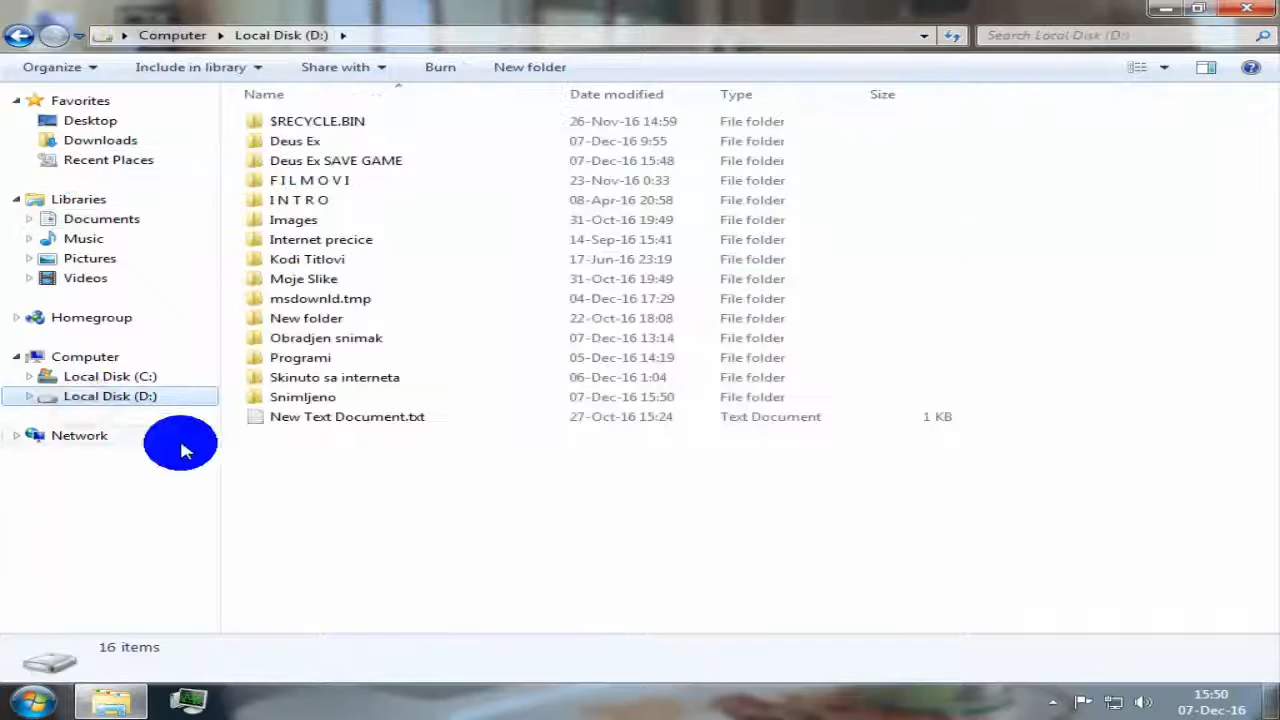 Computer Local Disk (D:) Search Local Disk (D:)
Organize Include in library Share with Burn New folder
Name Date modified Type Size
Favorites
Desktop
Downloads
Recent Places
Libraries
Documents
Music
Pictures
Videos
Homegroup
Computer
Local Disk (C:)
Local Disk (D:)
Network
$RECYCLE.BIN 26-Nov-16 14:59 File folder
Deus Ex 07-Dec-16 9:55 File folder
Deus Ex SAVE GAME 07-Dec-16 15:48 File folder
F I L M O V I 23-Nov-16 0:33 File folder
I N T R O 08-Apr-16 20:58 File folder
Images 31-Oct-16 19:49 File folder
Internet precice 14-Sep-16 15:41 File folder
Kodi Titlovi 17-Jun-16 23:19 File folder
Moje Slike 31-Oct-16 19:49 File folder
msdownld.tmp 04-Dec-16 17:29 File folder
New folder 22-Oct-16 18:08 File folder
Obradjen snimak 07-Dec-16 13:14 File folder
Programi 05-Dec-16 14:19 File folder
Skinuto sa interneta 06-Dec-16 1:04 File folder
Snimljeno 07-Dec-16 15:50 File folder
New Text Document.txt 27-Oct-16 15:24 Text Document 1 KB
16 items
15:50
07-Dec-16